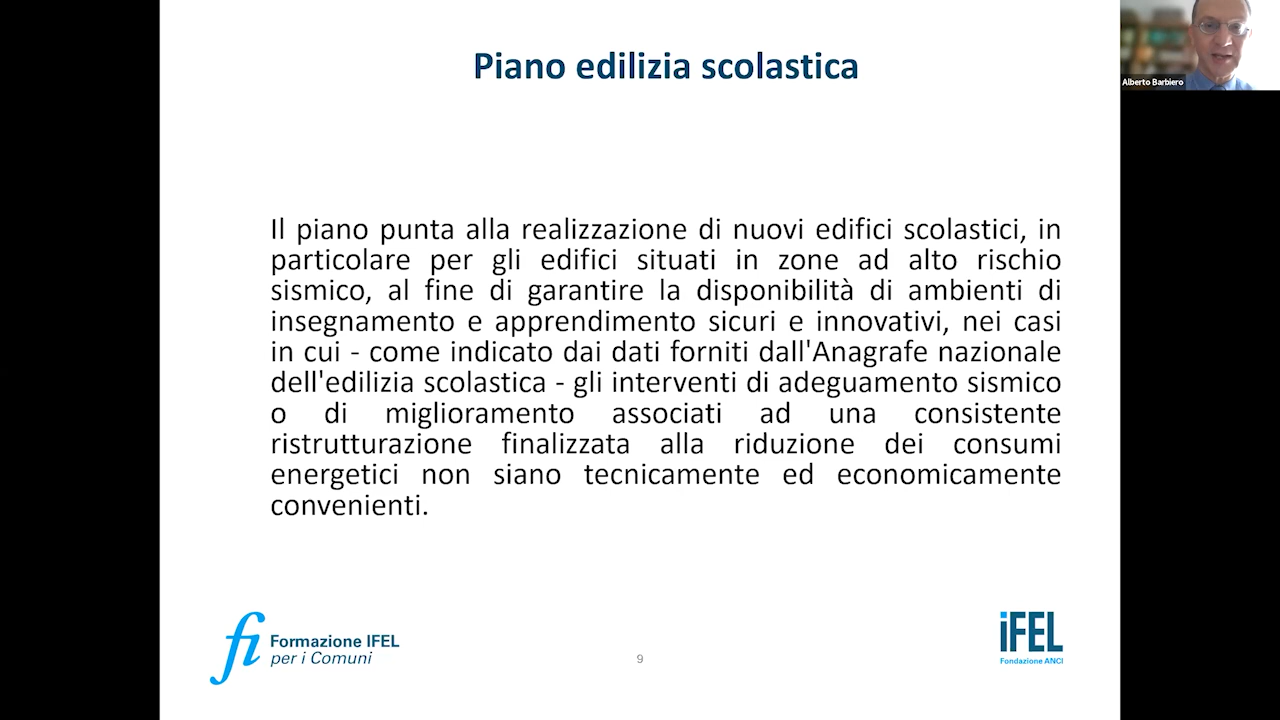 Piano edilizia scolastica
Alberto Barbiero
Il piano punta alla realizzazione di nuovi edifici scolastici, in
particolare per gli edifici situati in zone ad alto rischio
sismico, al fine di garantire la disponibilità di ambienti di
insegnamento e apprendimento sicuri e innovativi, nei casi
in cui - come indicato dai dati forniti dall'Anagrafe nazionale
dell'edilizia scolastica - gli interventi di adeguamento sismico
o di miglioramento associati ad una consistente
ristrutturazione finalizzata alla riduzione dei consumi
energetici non siano tecnicamente ed economicamente
convenienti.
fi Formazione IFEL
per i Comuni
9
iFEL
Fondazione ANCI